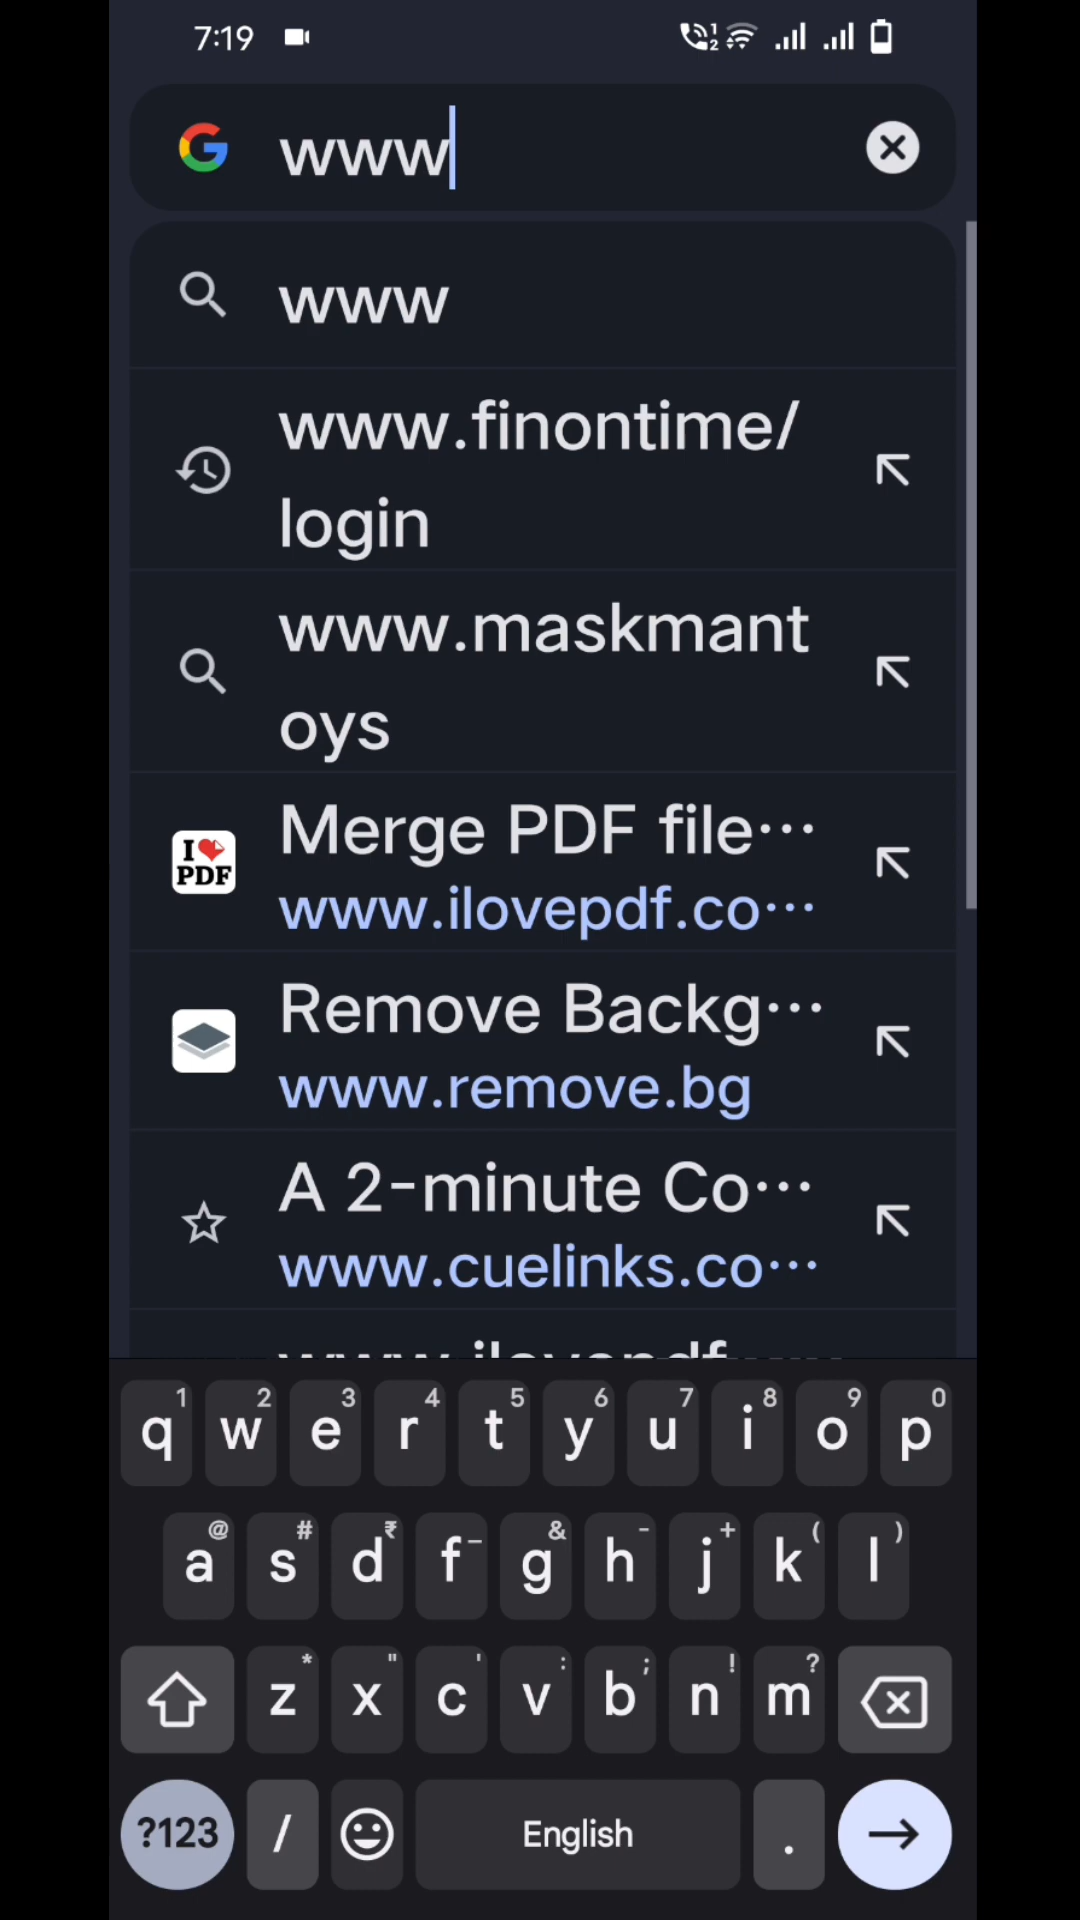 7:19
www
www
www.finontime/
login
www.maskmant
oys
I PDF
Merge PDF file...
www.ilovepdf.co...
Remove Backg...
www.remove.bg
A 2-minute Co...
www.cuelinks.co...
1 2 3 4 5 6 7 8 9 0
q w e r t y u i o p
@ # ₹ _ & - + ( )
a s d f g h j k l
* " ' : ; ! ?
z x c v b n m
?123 / English .